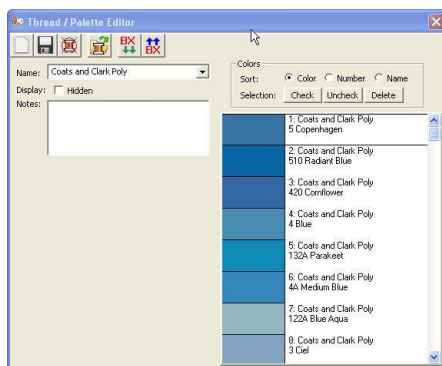 Thread / Palette Editor
BX
BX
Name: Coats and Clark Poly
Display: Hidden
Notes:
Colors
Sort: Color Number Name
Selection: Check Uncheck Delete
1: Coats and Clark Poly
5 Copenhagen
2: Coats and Clark Poly
510 Radiant Blue
3: Coats and Clark Poly
420 Cornflower
4: Coats and Clark Poly
4 Blue
5: Coats and Clark Poly
132A Parakeet
6: Coats and Clark Poly
4A Medium Blue
7: Coats and Clark Poly
122A Blue Aqua
8: Coats and Clark Poly
3 Ciel